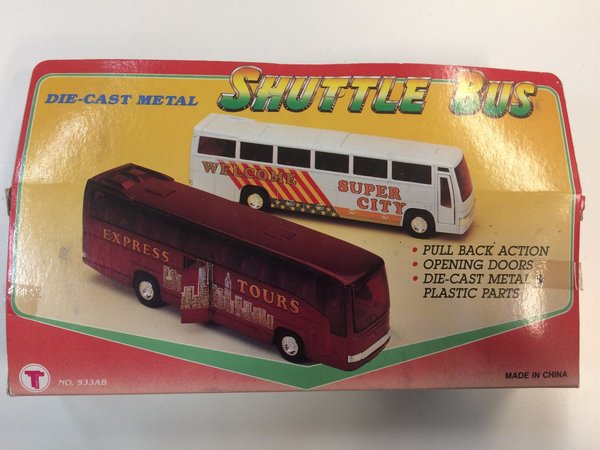 DIE-CAST METAL
SHUTTLE BUS
WELCOME
SUPER
CITY
EXPRESS
TOURS
• PULL BACK ACTION
• OPENING DOORS
• DIE-CAST METAL &
PLASTIC PARTS
T
NO. 933AB
MADE IN CHINA